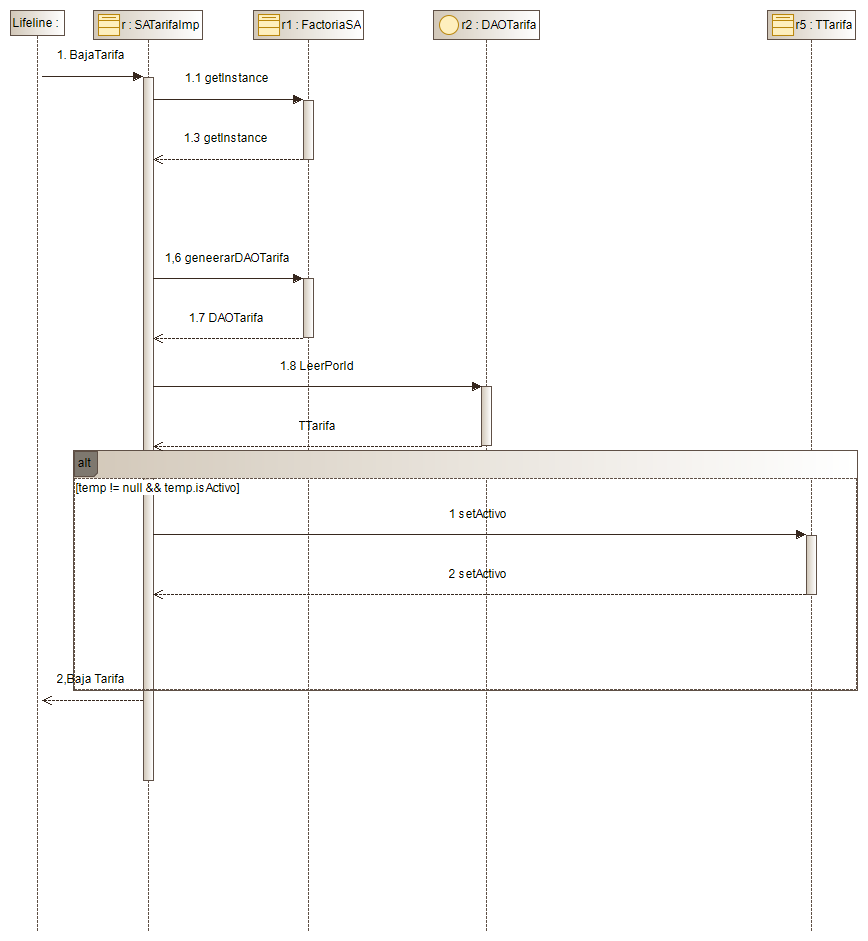 Lifeline :
r : SATarifaImp
r1 : FactoriaSA
r2 : DAOTarifa
r5 : TTarifa
1. BajaTarifa
1.1 getInstance
1.3 getInstance
1,6 geneerarDAOTarifa
1.7 DAOTarifa
1.8 LeerPorId
TTarifa
alt
[temp != null && temp.isActivo]
1 setActivo
2 setActivo
2,Baja Tarifa